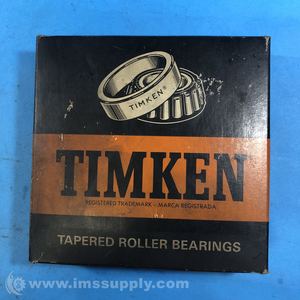 TIMKEN®
TIMKEN
REGISTERED TRADEMARK - MARCA REGISTRADA
TAPERED ROLLER BEARINGS
© www.imssupply.com